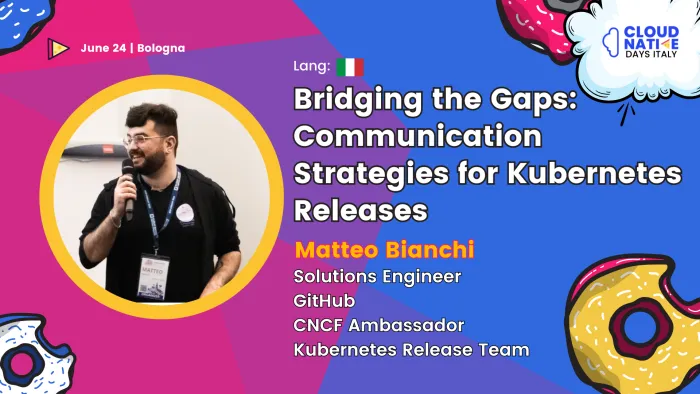 June 24 | Bologna
CLOUD
NATIVE
DAYS ITALY
Lang:
Bridging the Gaps:
Communication
Strategies for Kubernetes
Releases
Matteo Bianchi
Solutions Engineer
GitHub
CNCF Ambassador
Kubernetes Release Team
MATTEO